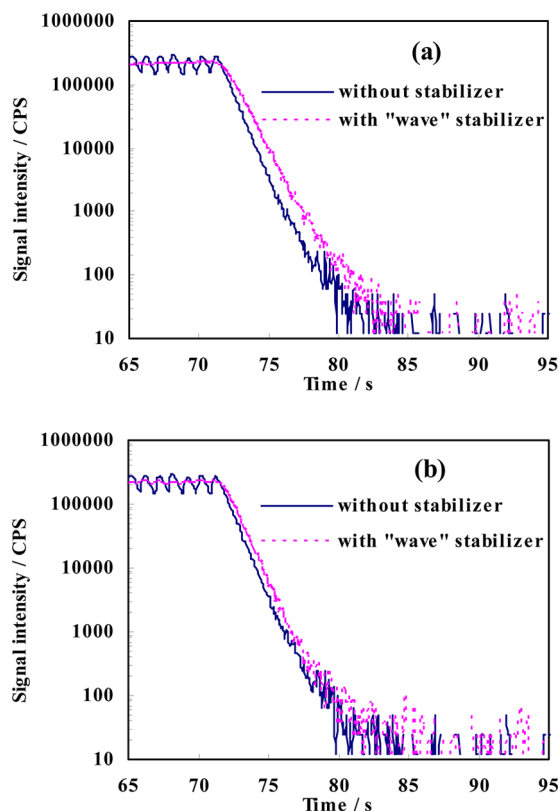 (a)
1000000
100000
10000
1000
100
10
Signal intensity / CPS
without stabilizer
with "wave" stabilizer
65 70 75 80 85 90 95
Time / s
(b)
1000000
100000
10000
1000
100
10
Signal intensity / CPS
without stabilizer
with "wave" stabilizer
65 70 75 80 85 90 95
Time / s